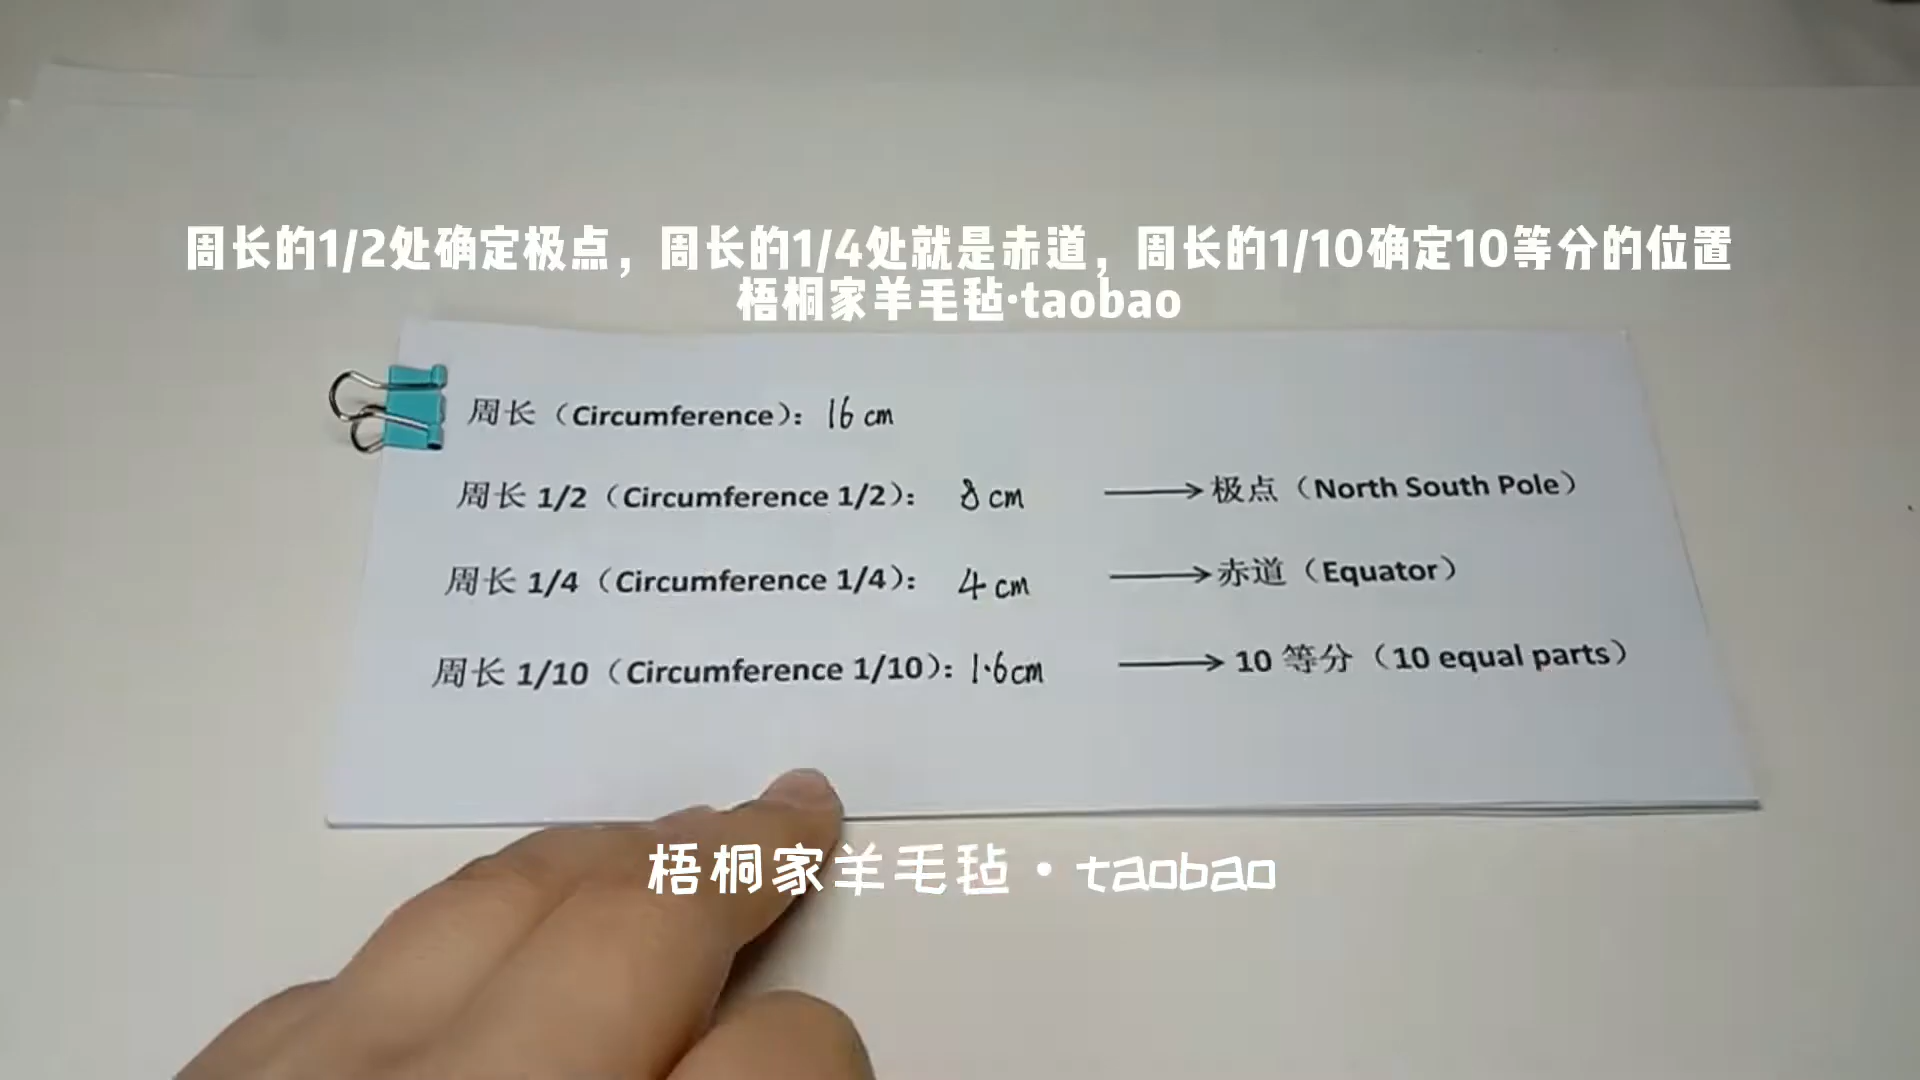 周长的1/2处确定极点，周长的1/4处就是赤道，周长的1/10确定10等分的位置
梧桐家羊毛毡·taobao
周长（Circumference）：16 cm
周长 1/2（Circumference 1/2）： 8 cm ⟶ 极点（North South Pole）
周长 1/4（Circumference 1/4）： 4 cm ⟶ 赤道（Equator）
周长 1/10（Circumference 1/10）：1.6cm ⟶ 10 等分（10 equal parts）
梧桐家羊毛毡·taobao